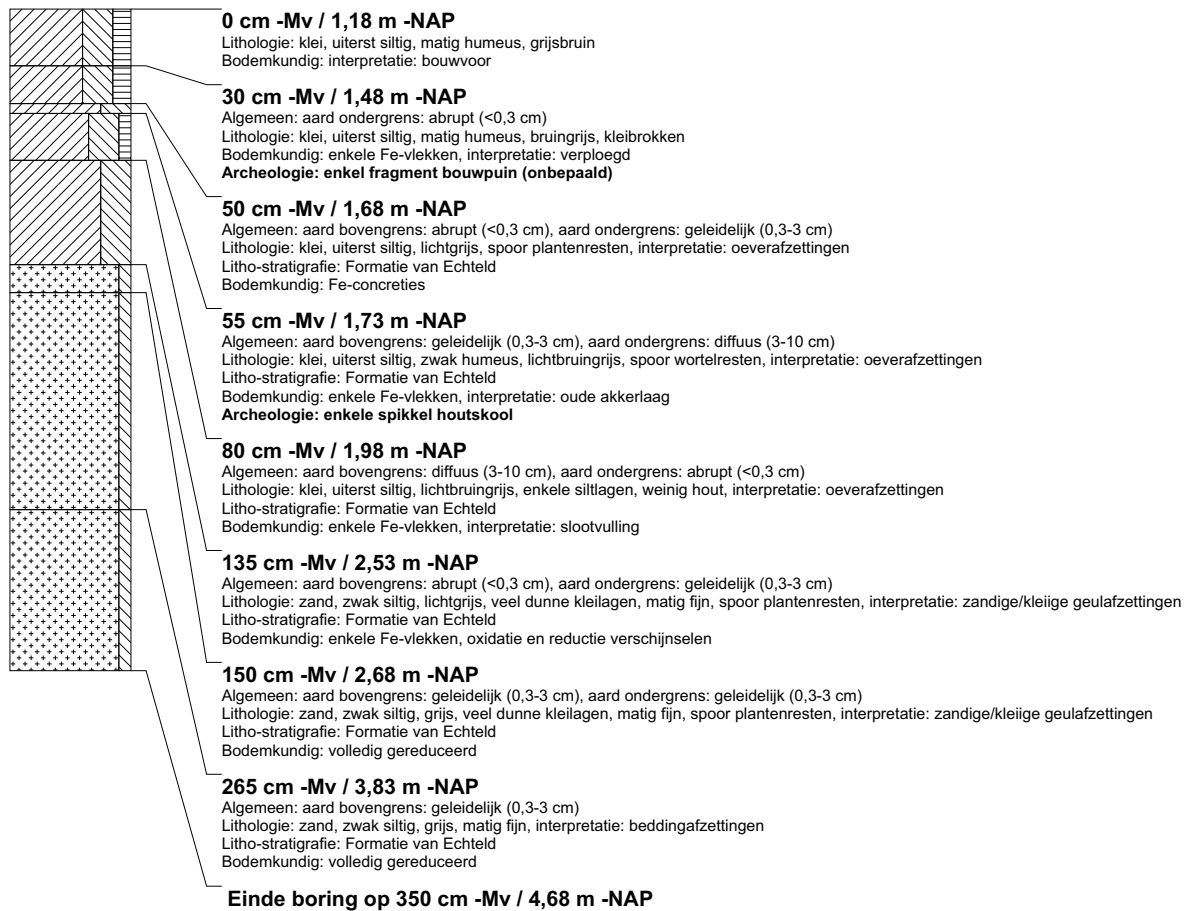 0 cm -Mv / 1,18 m -NAP
Lithologie: klei, uiterst siltig, matig humeus, grijsbruin
Bodemkundig: interpretatie: bouwvoor
30 cm -Mv / 1,48 m -NAP
Algemeen: aard ondergrens: abrupt (<0,3 cm)
Lithologie: klei, uiterst siltig, matig humeus, bruingrijs, kleibrokken
Bodemkundig: enkele Fe-vlekken, interpretatie: verploegd
Archeologie: enkel fragment bouwpuin (onbepaald)
50 cm -Mv / 1,68 m -NAP
Algemeen: aard bovengrens: abrupt (<0,3 cm), aard ondergrens: geleidelijk (0,3-3 cm)
Lithologie: klei, uiterst siltig, lichtgrijs, spoor plantenresten, interpretatie: oeverafzettingen
Litho-stratigrafie: Formatie van Echteld
Bodemkundig: Fe-concreties
55 cm -Mv / 1,73 m -NAP
Algemeen: aard bovengrens: geleidelijk (0,3-3 cm), aard ondergrens: diffuus (3-10 cm)
Lithologie: klei, uiterst siltig, zwak humeus, lichtbruingrijs, spoor wortelresten, interpretatie: oeverafzettingen
Litho-stratigrafie: Formatie van Echteld
Bodemkundig: enkele Fe-vlekken, interpretatie: oude akkerlaag
Archeologie: enkele spikkel houtskool
80 cm -Mv / 1,98 m -NAP
Algemeen: aard bovengrens: diffuus (3-10 cm), aard ondergrens: abrupt (<0,3 cm)
Lithologie: klei, uiterst siltig, lichtbruingrijs, enkele siltlagen, weinig hout, interpretatie: oeverafzettingen
Litho-stratigrafie: Formatie van Echteld
Bodemkundig: enkele Fe-vlekken, interpretatie: slootvulling
135 cm -Mv / 2,53 m -NAP
Algemeen: aard bovengrens: abrupt (<0,3 cm), aard ondergrens: geleidelijk (0,3-3 cm)
Lithologie: zand, zwak siltig, lichtgrijs, veel dunne kleilagen, matig fijn, spoor plantenresten, interpretatie: zandige/kleiige geulafzettingen
Litho-stratigrafie: Formatie van Echteld
Bodemkundig: enkele Fe-vlekken, oxidatie en reductie verschijnselen
150 cm -Mv / 2,68 m -NAP
Algemeen: aard bovengrens: geleidelijk (0,3-3 cm), aard ondergrens: geleidelijk (0,3-3 cm)
Lithologie: zand, zwak siltig, grijs, veel dunne kleilagen, matig fijn, spoor plantenresten, interpretatie: zandige/kleiige geulafzettingen
Litho-stratigrafie: Formatie van Echteld
Bodemkundig: volledig gereduceerd
265 cm -Mv / 3,83 m -NAP
Algemeen: aard bovengrens: geleidelijk (0,3-3 cm)
Lithologie: zand, zwak siltig, grijs, matig fijn, interpretatie: beddingafzettingen
Litho-stratigrafie: Formatie van Echteld
Bodemkundig: volledig gereduceerd
Einde boring op 350 cm -Mv / 4,68 m -NAP